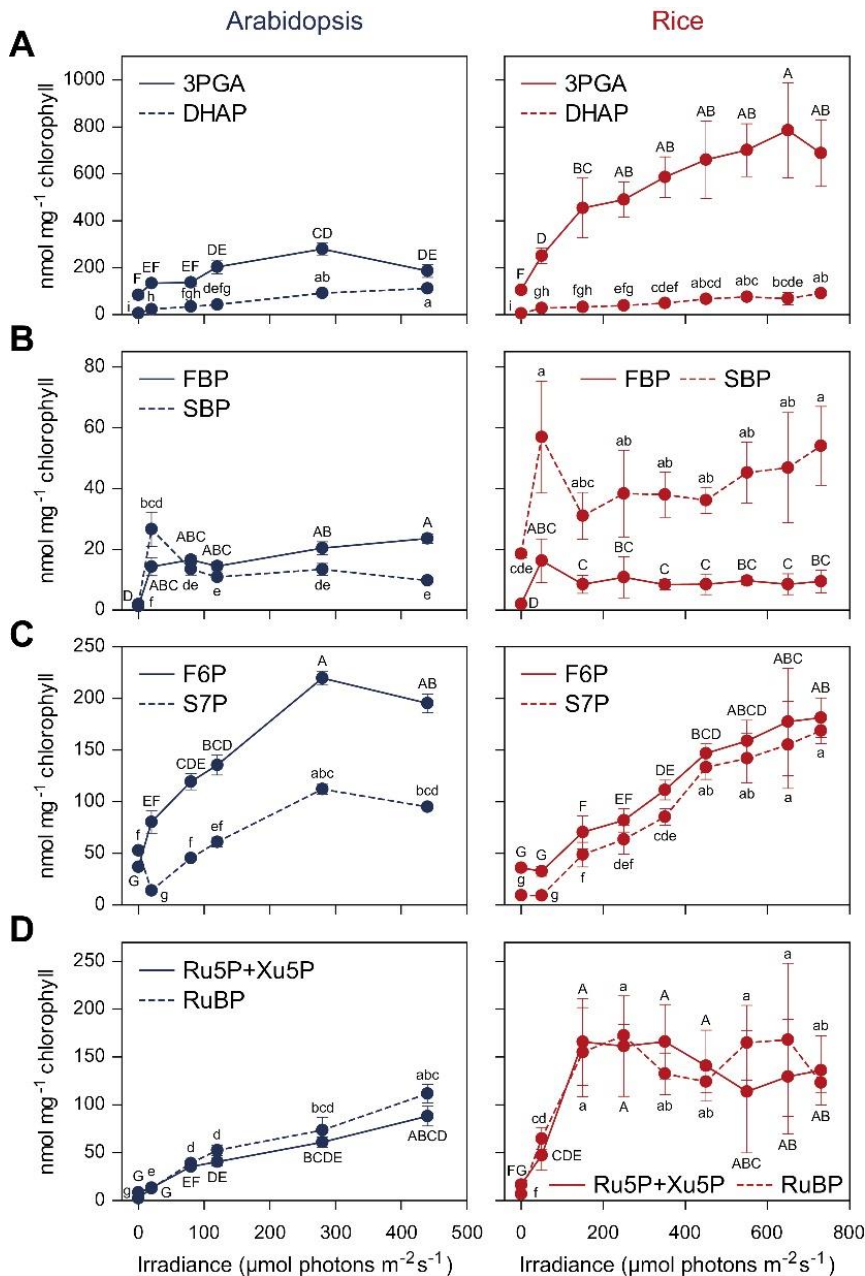 Arabidopsis
Rice
A
nmol mg⁻¹ chlorophyll
1000
800
600
400
200
0
3PGA
DHAP
F
EF
EF
DE
CD
DE
i
h
fgh
defg
ab
a
3PGA
DHAP
F
D
BC
AB
AB
AB
AB
A
AB
i
gh
fgh
efg
cdef
abcd
abc
bcde
ab
B
nmol mg⁻¹ chlorophyll
80
60
40
20
0
FBP
SBP
bcd
ABC
ABC
AB
A
D
f
ABC
de
e
de
e
FBP
SBP
a
abc
ab
ab
ab
ab
ab
a
cde
ABC
C
BC
C
C
BC
C
BC
D
C
nmol mg⁻¹ chlorophyll
250
200
150
100
50
0
F6P
S7P
f
EF
CDE
BCD
A
AB
G
g
f
ef
abc
bcd
F6P
S7P
G
G
F
EF
DE
BCD
ABCD
ABC
AB
g
g
f
def
cde
ab
ab
a
a
D
nmol mg⁻¹ chlorophyll
250
200
150
100
50
0
Ru5P+Xu5P
RuBP
g
G
e
G
d
d
bcd
abc
EF
DE
BCDE
ABCD
A
a
A
A
a
a
ab
cd
FG
f
CDE
a
A
ab
ab
ABC
AB
AB
Ru5P+Xu5P
RuBP
0
100
200
300
400
500
0
200
400
600
800
Irradiance (µmol photons m⁻²s⁻¹)
Irradiance (µmol photons m⁻²s⁻¹)